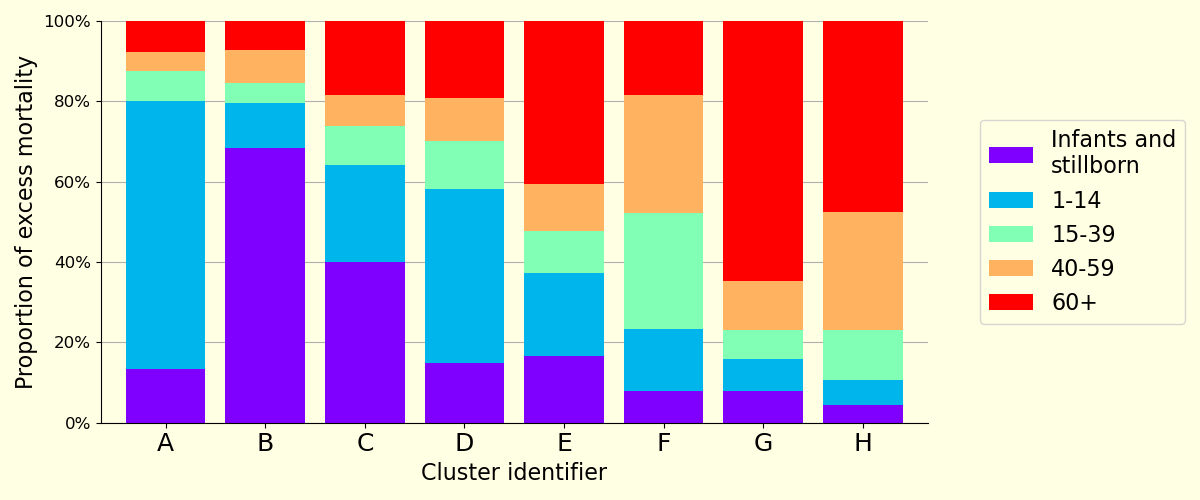 100%
80%
60%
40%
20%
0%
Proportion of excess mortality
A B C D E F G H
Cluster identifier
Infants and
stillborn
1-14
15-39
40-59
60+